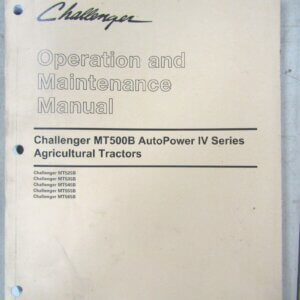 Challenger
Operation and
Maintenance
Manual
Challenger MT500B AutoPower IV Series
Agricultural Tractors
Challenger MT525B
Challenger MT535B
Challenger MT545B
Challenger MT555B
Challenger MT565B